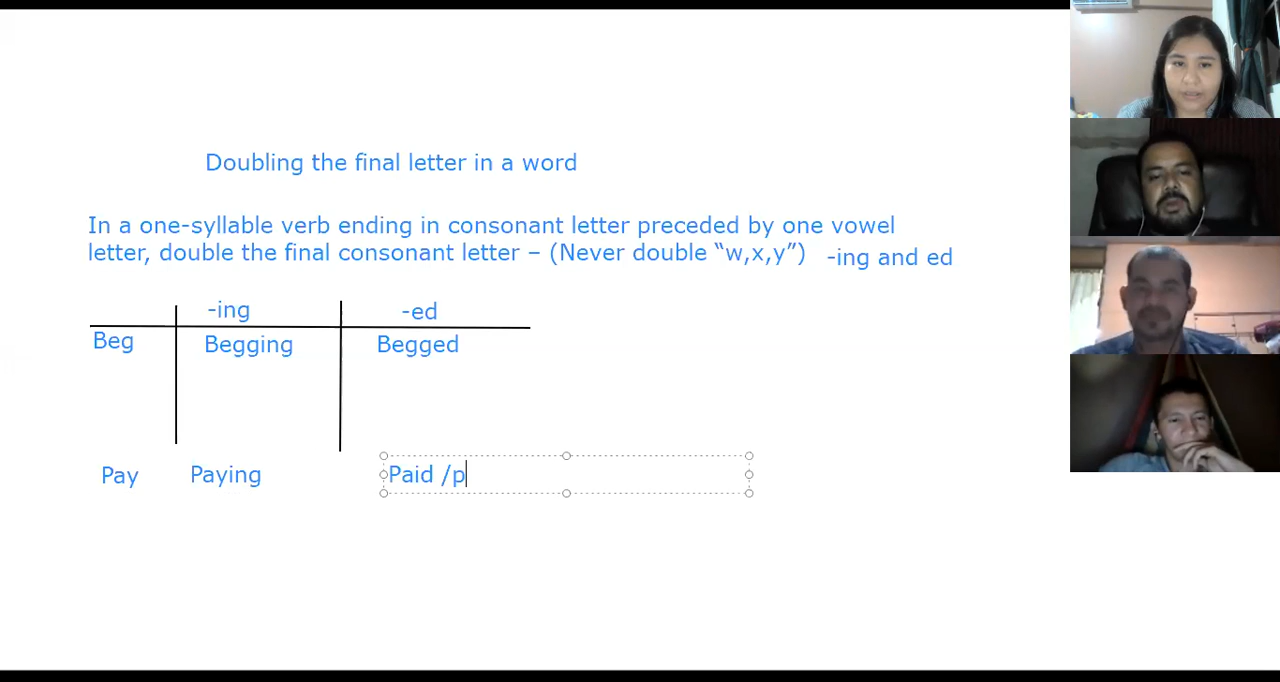 Doubling the final letter in a word
In a one-syllable verb ending in consonant letter preceded by one vowel
letter, double the final consonant letter – (Never double “w,x,y”) -ing and ed
-ing -ed
Beg Begging Begged
Pay Paying Paid /p